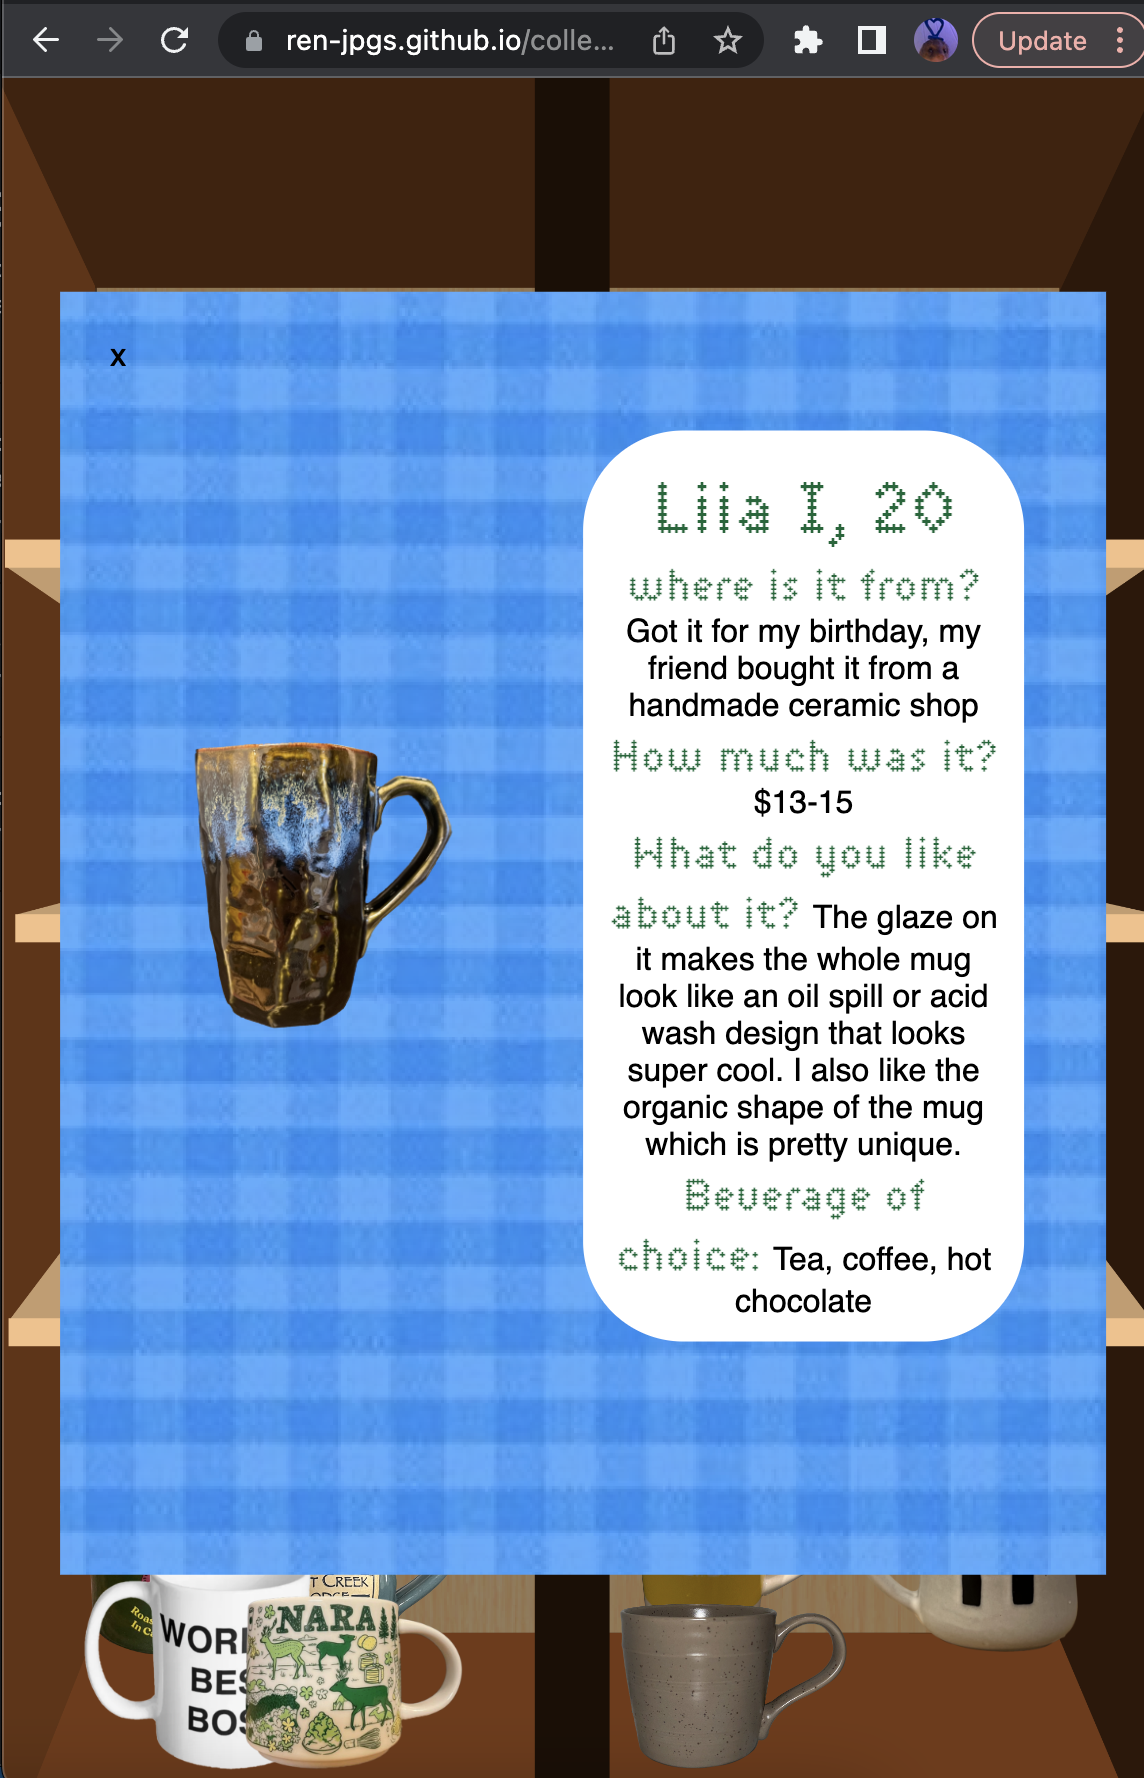 ren-jpgs.github.io/colle...
Update
x
Liia I, 20
where is it from?
Got it for my birthday, my
friend bought it from a
handmade ceramic shop
How much was it?
$13-15
What do you like
about it? The glaze on
it makes the whole mug
look like an oil spill or acid
wash design that looks
super cool. I also like the
organic shape of the mug
which is pretty unique.
Beverage of
choice: Tea, coffee, hot
chocolate
T CREEK
NARA
WOR
BES
BOS